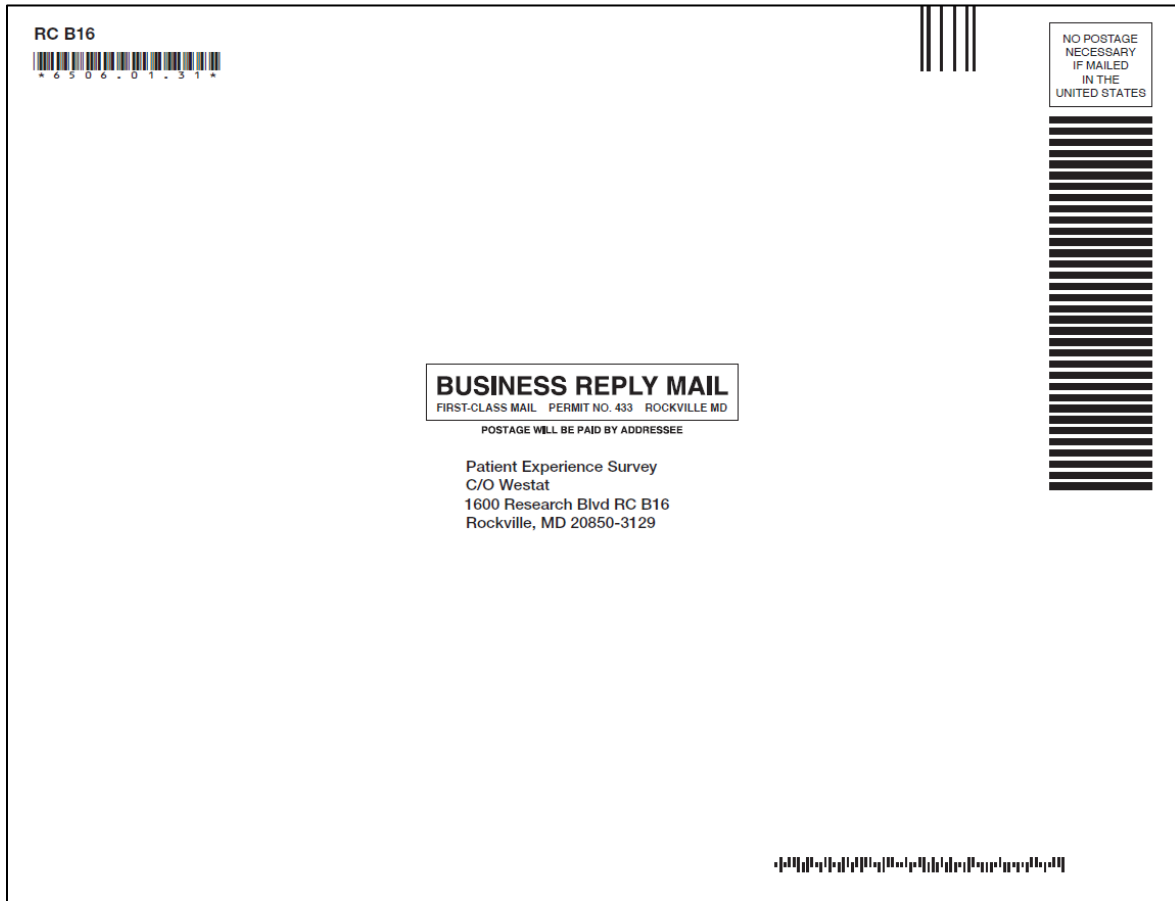 RC B16
*6506.01.31*
NO POSTAGE
NECESSARY
IF MAILED
IN THE
UNITED STATES
BUSINESS REPLY MAIL
FIRST-CLASS MAIL PERMIT NO. 433 ROCKVILLE MD
POSTAGE WILL BE PAID BY ADDRESSEE
Patient Experience Survey
C/O Westat
1600 Research Blvd RC B16
Rockville, MD 20850-3129